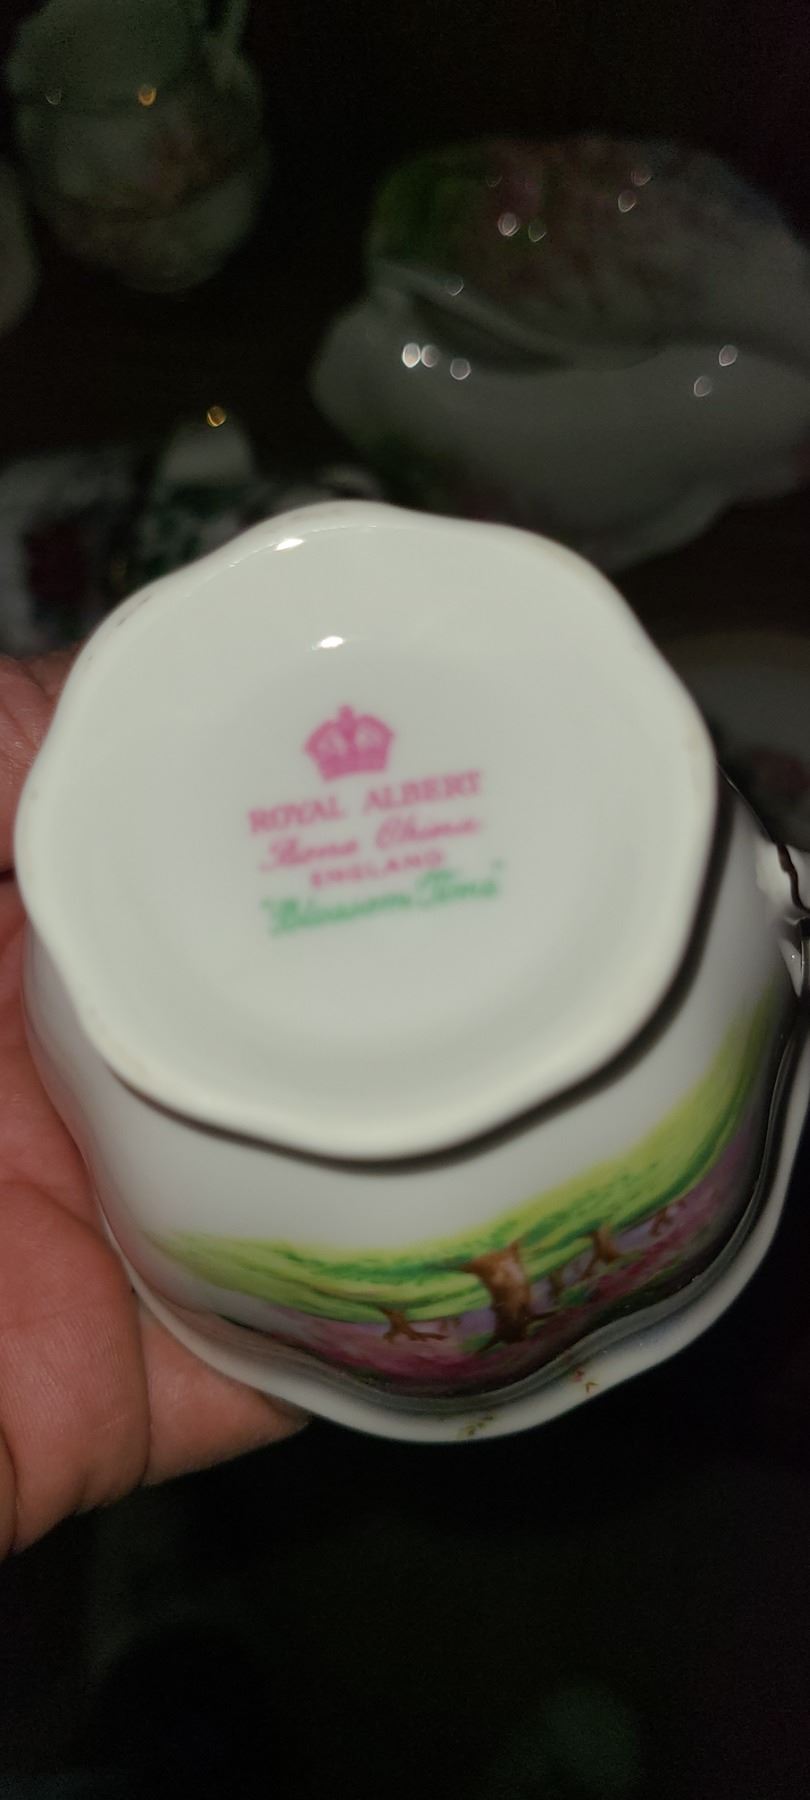 ROYAL ALBERT
Bone China
ENGLAND
"Blossom Time"